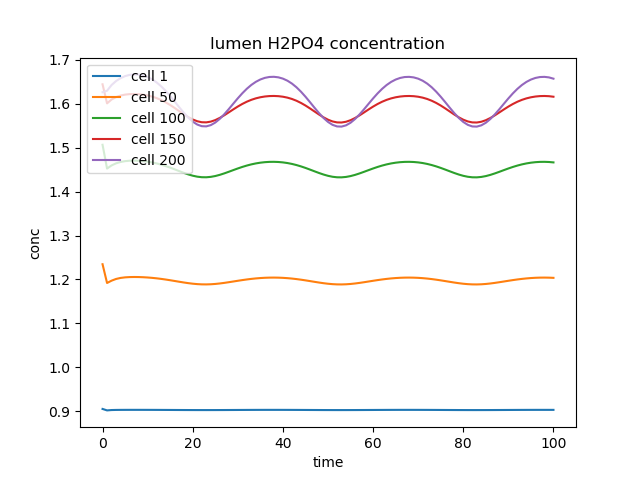 lumen H2PO4 concentration
cell 1
cell 50
cell 100
cell 150
cell 200
1.7
1.6
1.5
1.4
1.3
1.2
1.1
1.0
0.9
conc
0 20 40 60 80 100
time